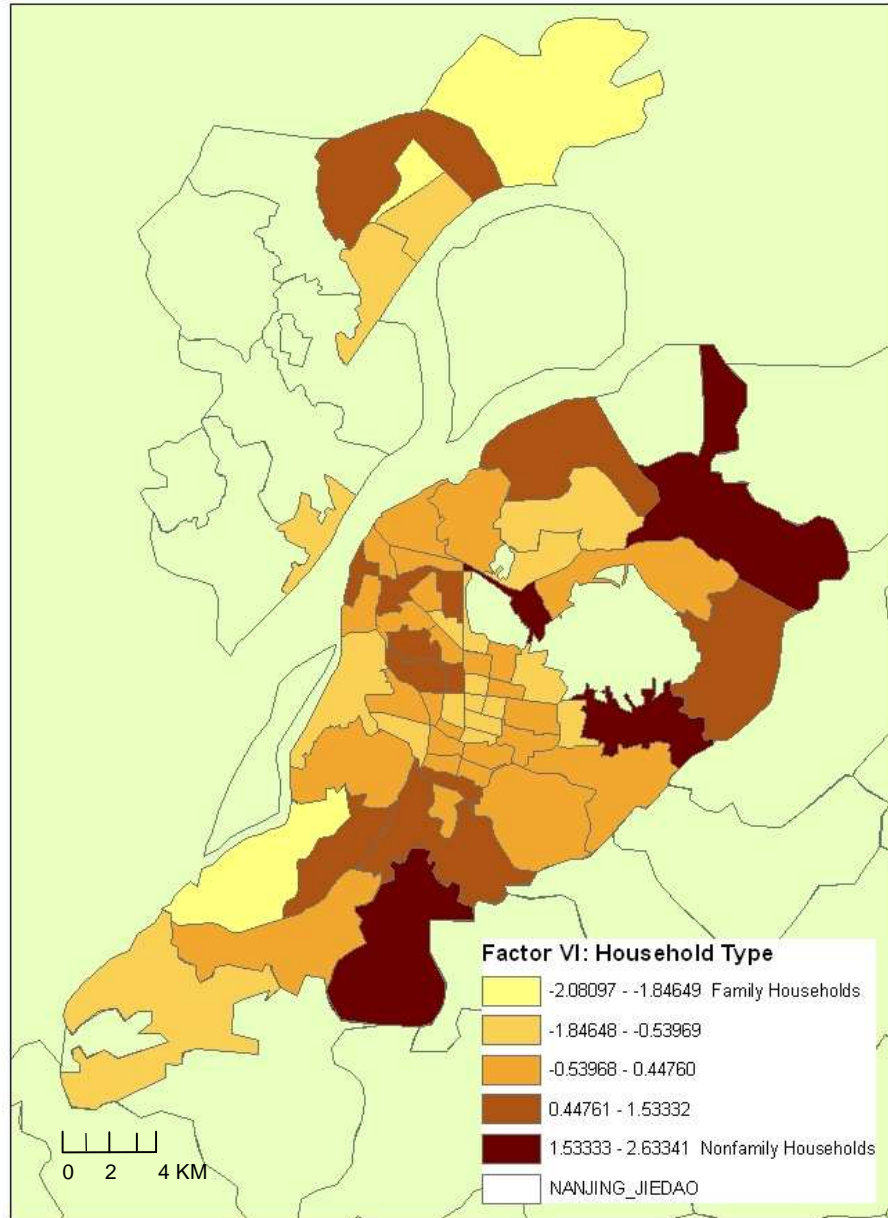 Factor VI: Household Type
-2.08097 - -1.84649 Family Households
-1.84648 - -0.53969
-0.53968 - 0.44760
0.44761 - 1.53332
1.53333 - 2.63341 Nonfamily Households
NANJING_JIEDAO
0 2 4 KM